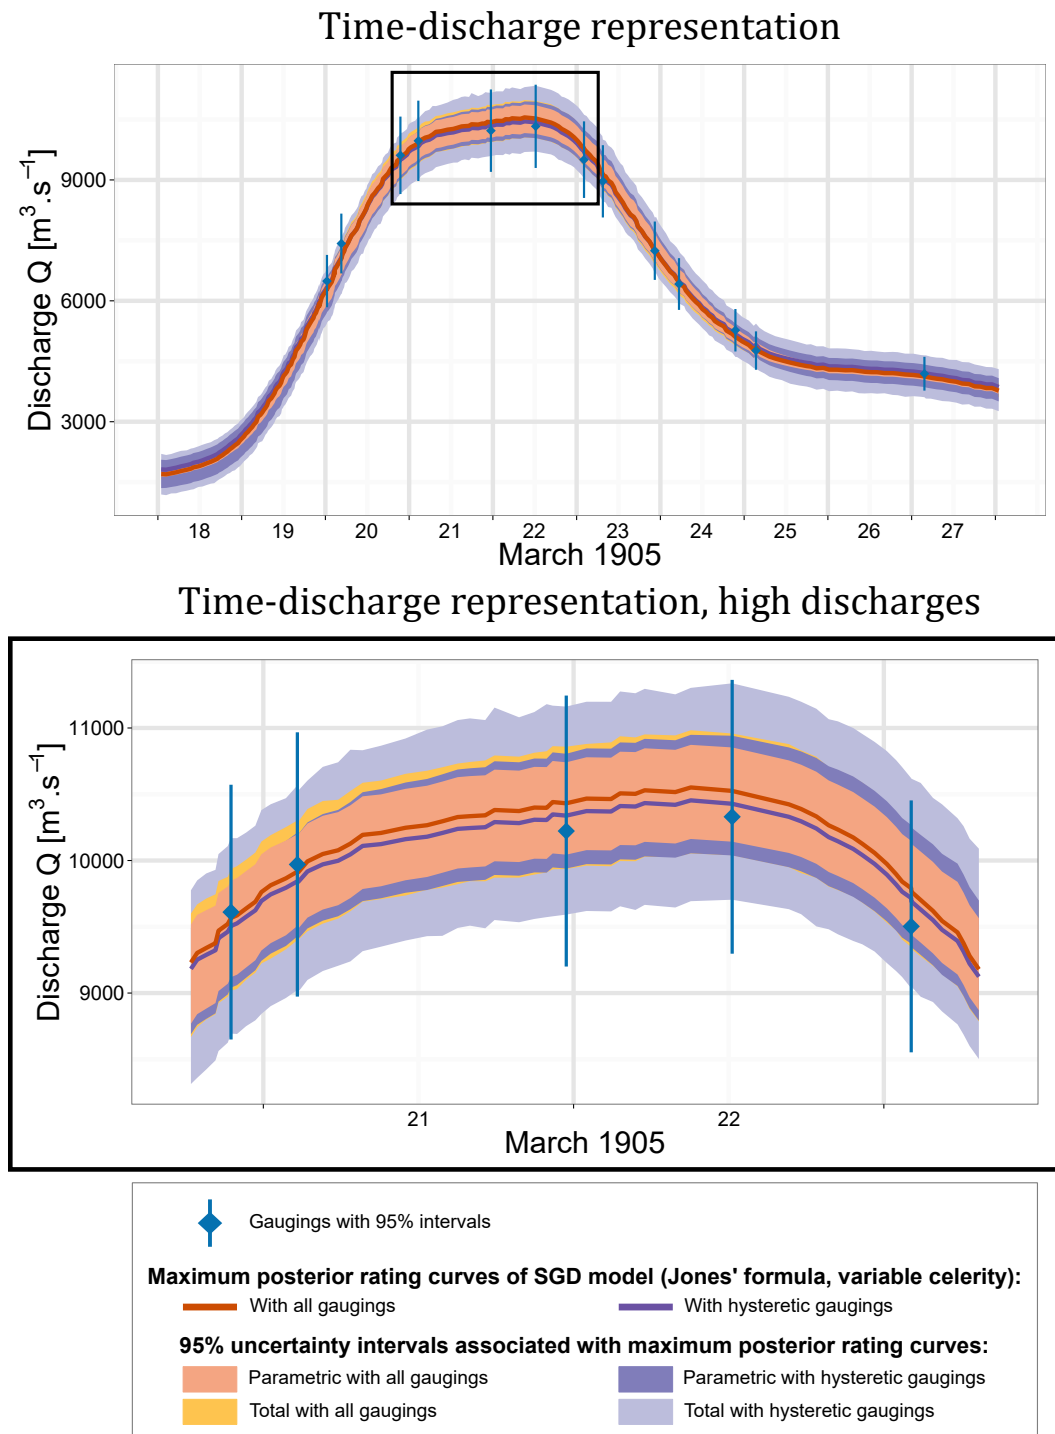 Time-discharge representation
Discharge Q [m³.s⁻¹]
9000
6000
3000
18 19 20 21 22 23 24 25 26 27
March 1905
Time-discharge representation, high discharges
Discharge Q [m³.s⁻¹]
11000
10000
9000
21 22
March 1905
Gaugings with 95% intervals
Maximum posterior rating curves of SGD model (Jones' formula, variable celerity):
With all gaugings With hysteretic gaugings
95% uncertainty intervals associated with maximum posterior rating curves:
Parametric with all gaugings Parametric with hysteretic gaugings
Total with all gaugings Total with hysteretic gaugings